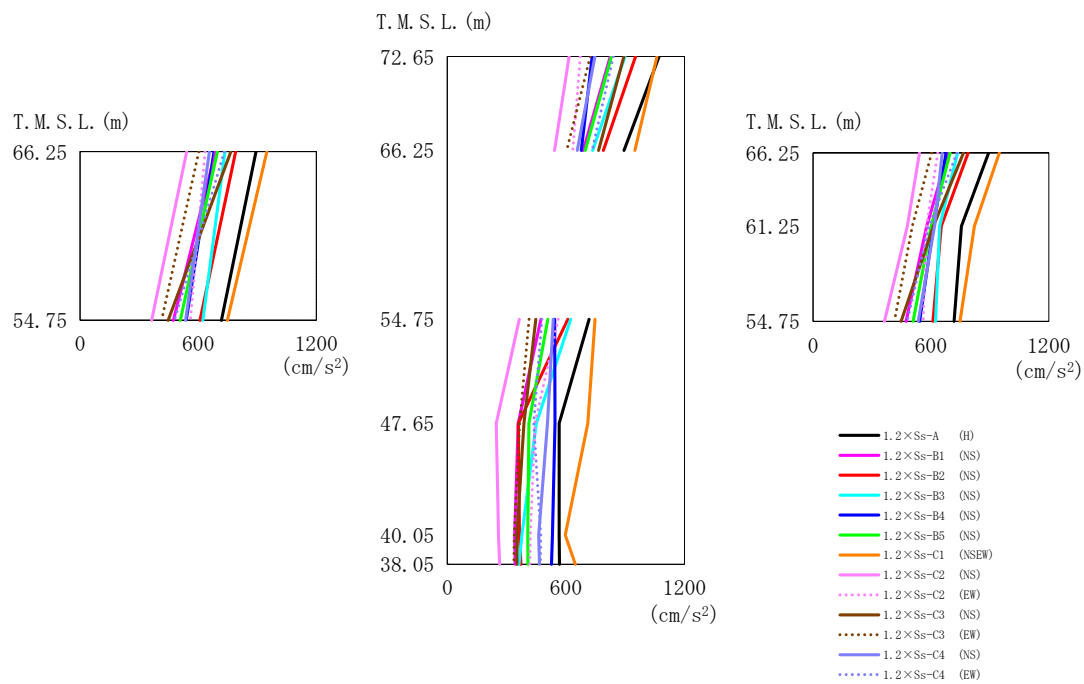 T.M.S.L.(m)
66.25
54.75
0
600
1200
(cm/s²)
T.M.S.L.(m)
72.65
66.25
54.75
47.65
40.05
38.05
0
600
1200
(cm/s²)
T.M.S.L.(m)
66.25
61.25
54.75
0
600
1200
(cm/s²)
1.2×Ss-A (H)
1.2×Ss-B1 (NS)
1.2×Ss-B2 (NS)
1.2×Ss-B3 (NS)
1.2×Ss-B4 (NS)
1.2×Ss-B5 (NS)
1.2×Ss-C1 (NSEW)
1.2×Ss-C2 (NS)
1.2×Ss-C2 (EW)
1.2×Ss-C3 (NS)
1.2×Ss-C3 (EW)
1.2×Ss-C4 (NS)
1.2×Ss-C4 (EW)